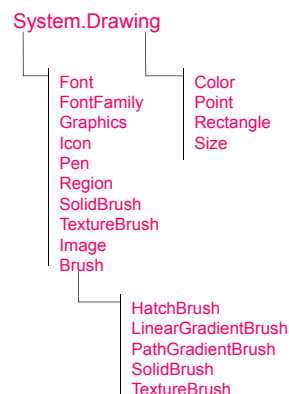 System.Drawing
Font
FontFamily
Graphics
Icon
Pen
Region
SolidBrush
TextureBrush
Image
Brush
Color
Point
Rectangle
Size
HatchBrush
LinearGradientBrush
PathGradientBrush
SolidBrush
TextureBrush